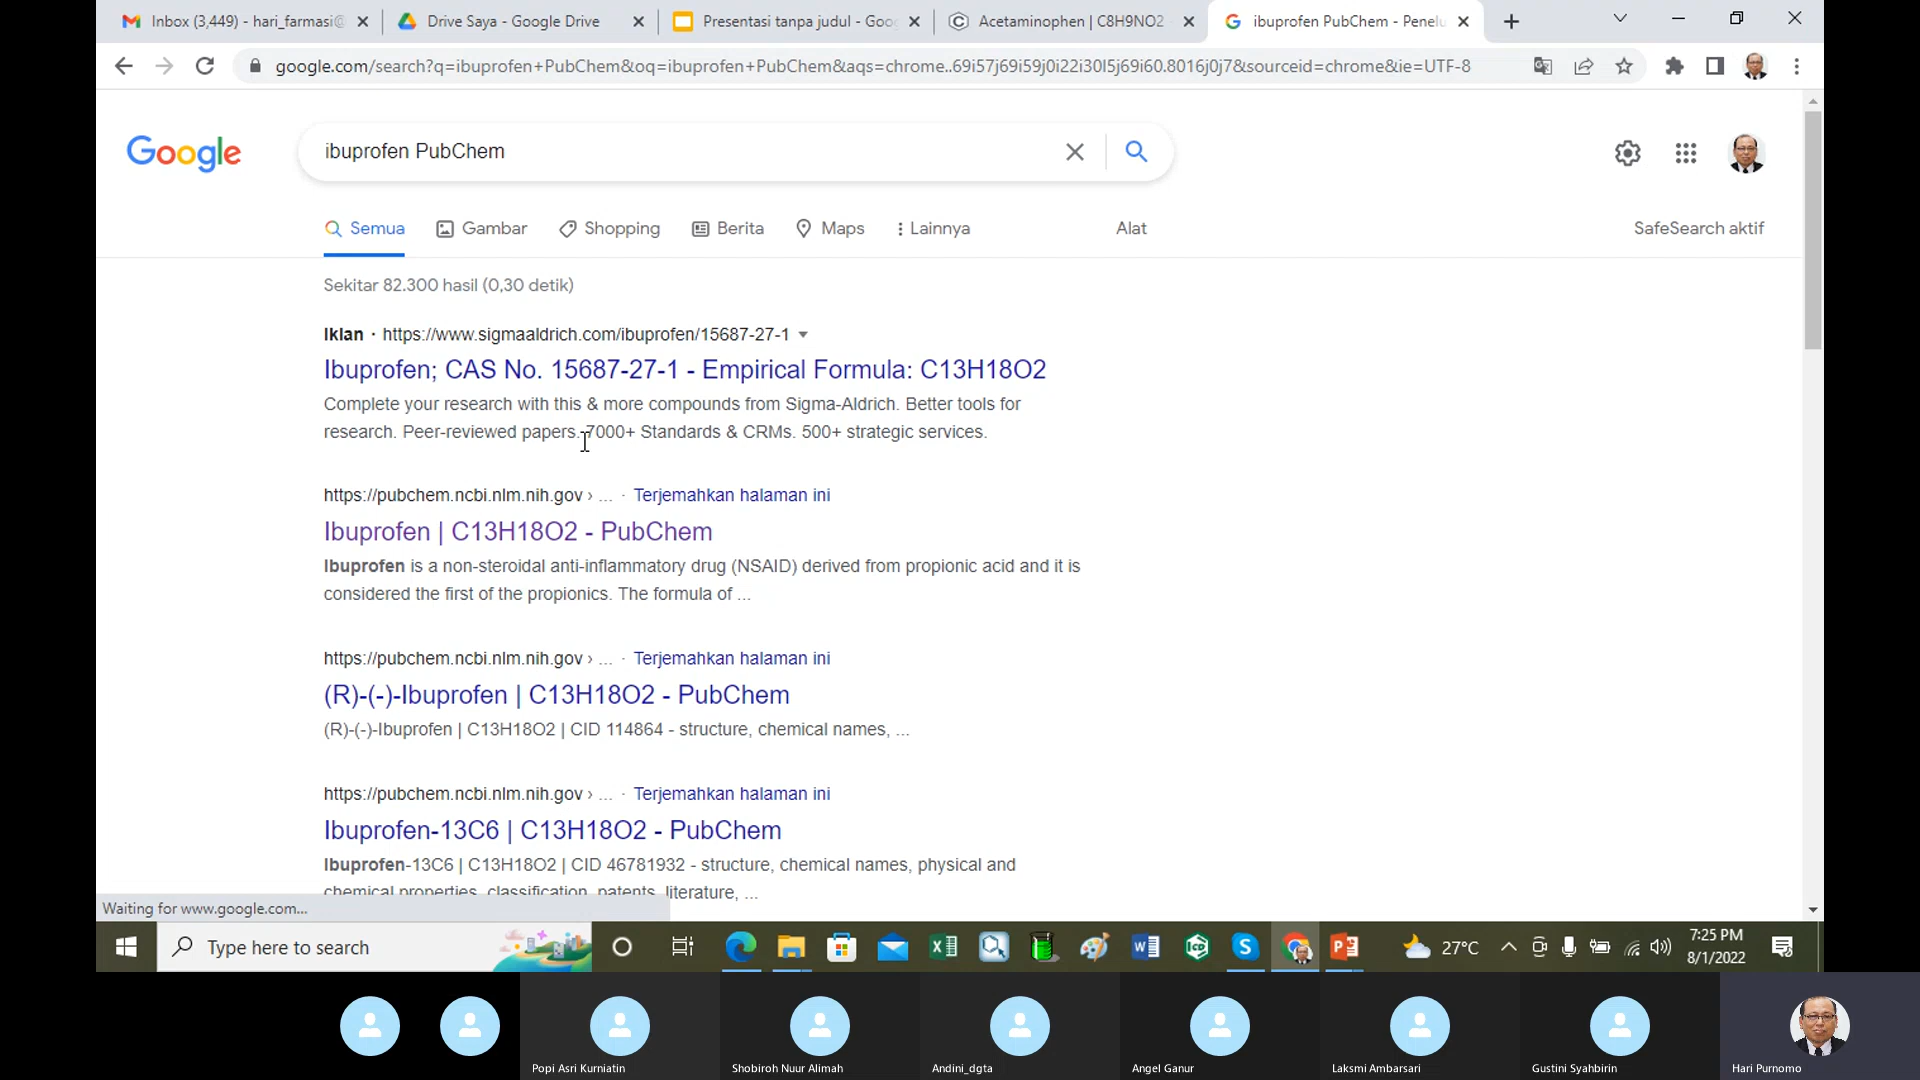 Inbox (3,449) - hari_farmasi@
Drive Saya - Google Drive
Presentasi tanpa judul - Goog
Acetaminophen | C8H9NO2
ibuprofen PubChem - Penelu
google.com/search?q=ibuprofen+PubChem&oq=ibuprofen+PubChem&aqs=chrome..69i57j69i59j0i22i30l5j69i60.8016j0j7&sourceid=chrome&ie=UTF-8
Google
ibuprofen PubChem
Semua
Gambar
Shopping
Berita
Maps
Lainnya
Alat
SafeSearch aktif
Sekitar 82.300 hasil (0,30 detik)
Iklan · https://www.sigmaaldrich.com/ibuprofen/15687-27-1
Ibuprofen; CAS No. 15687-27-1 - Empirical Formula: C13H18O2
Complete your research with this & more compounds from Sigma-Aldrich. Better tools for
research. Peer-reviewed papers. 7000+ Standards & CRMs. 500+ strategic services.
https://pubchem.ncbi.nlm.nih.gov › ... · Terjemahkan halaman ini
Ibuprofen | C13H18O2 - PubChem
Ibuprofen is a non-steroidal anti-inflammatory drug (NSAID) derived from propionic acid and it is
considered the first of the propionics. The formula of ...
https://pubchem.ncbi.nlm.nih.gov › ... · Terjemahkan halaman ini
(R)-(-)-Ibuprofen | C13H18O2 - PubChem
(R)-(-)-Ibuprofen | C13H18O2 | CID 114864 - structure, chemical names, ...
https://pubchem.ncbi.nlm.nih.gov › ... · Terjemahkan halaman ini
Ibuprofen-13C6 | C13H18O2 - PubChem
Ibuprofen-13C6 | C13H18O2 | CID 46781932 - structure, chemical names, physical and
chemical properties, classification, patents, literature, ...
Waiting for www.google.com...
Type here to search
27°C
7:25 PM
8/1/2022
Popi Asri Kurniatin
Shobiroh Nuur Alimah
Andini_dgta
Angel Ganur
Laksmi Ambarsari
Gustini Syahbirin
Hari Purnomo